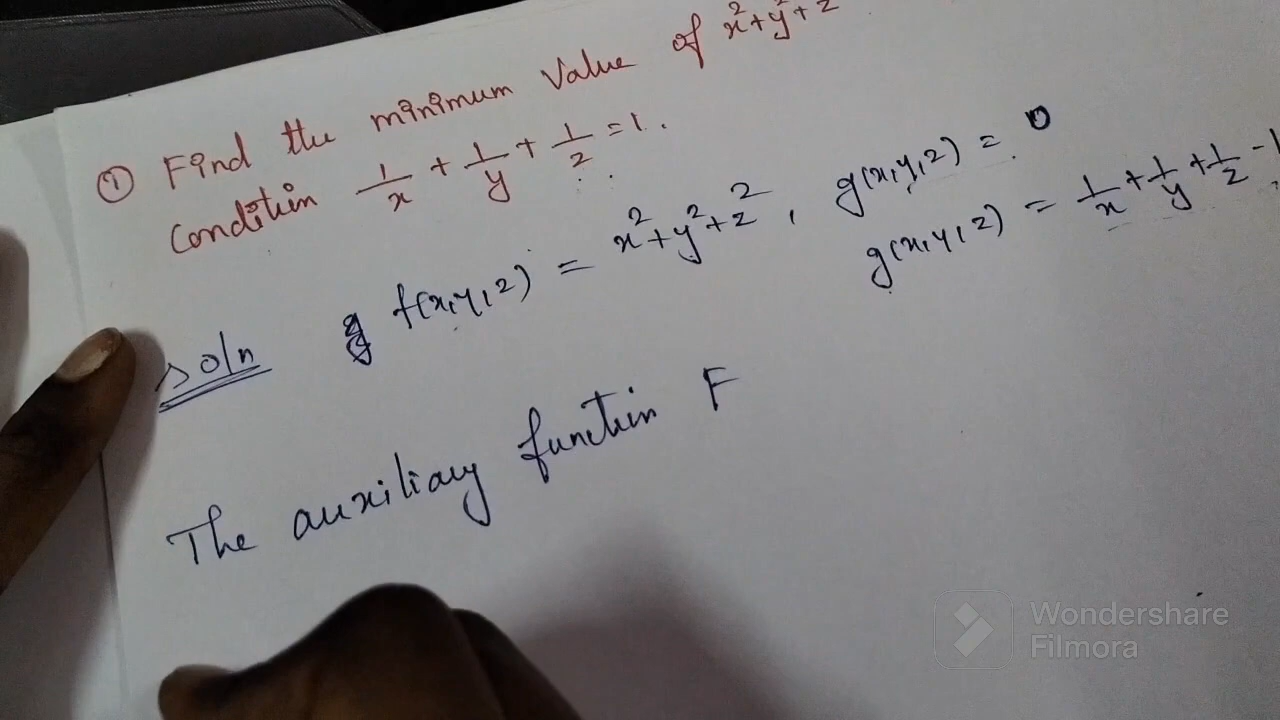 ① Find the minimum value of x²+y²+z
condition 1/x + 1/y + 1/z = 1.
soln f(x,y,z) = x²+y²+z², g(x,y,z) = 0
g(x,y,z) = 1/x + 1/y + 1/z - 1
The auxiliary function F
Wondershare
Filmora